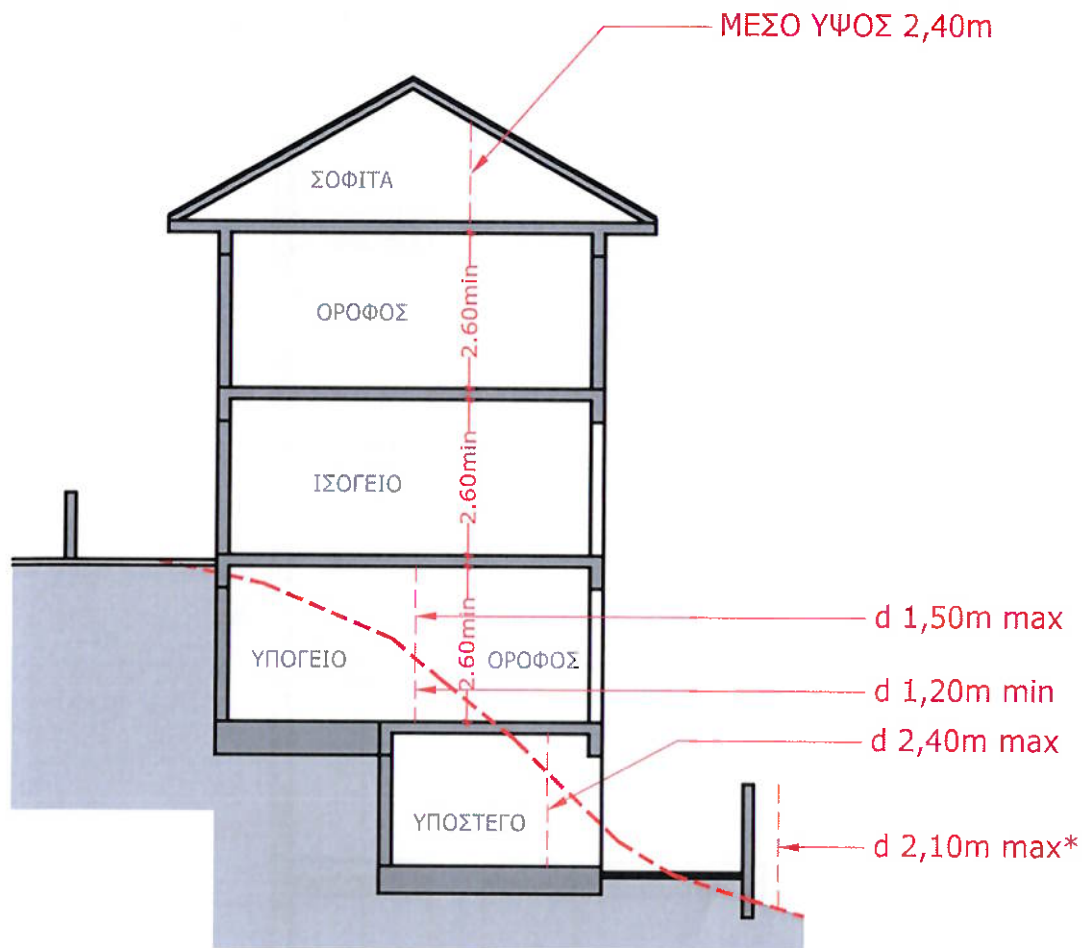 ΜΕΣΟ ΥΨΟΣ 2,40m
ΣΟΦΙΤΑ
ΟΡΟΦΟΣ
2.60min
ΙΣΟΓΕΙΟ
2.60min
ΥΠΟΓΕΙΟ
2.60min
ΟΡΟΦΟΣ
d 1,50m max
d 1,20m min
d 2,40m max
ΥΠΟΣΤΕΓΟ
d 2,10m max*